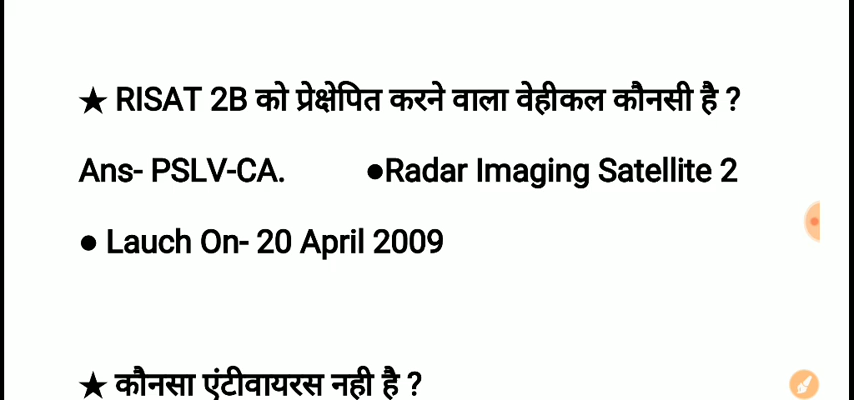 ★ RISAT 2B को प्रेक्षेपित करने वाला वेहीकल कौनसी है ?
Ans- PSLV-CA. ●Radar Imaging Satellite 2
● Lauch On- 20 April 2009
★ कौनसा एंटीवायरस नही है ?